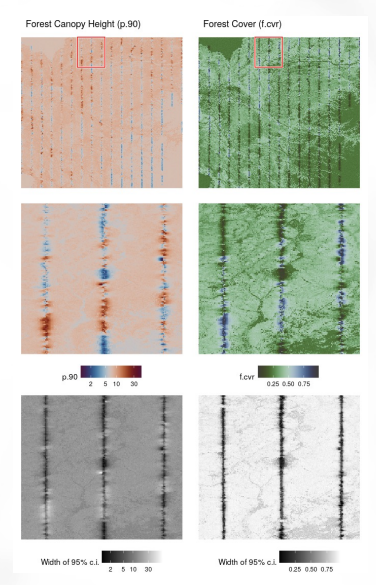 Forest Canopy Height (p.90)
Forest Cover (f.cvr)
p.90
2 5 10 30
f.cvr
0.25 0.50 0.75
Width of 95% c.i.
2 5 10 30
Width of 95% c.i.
0.25 0.50 0.75